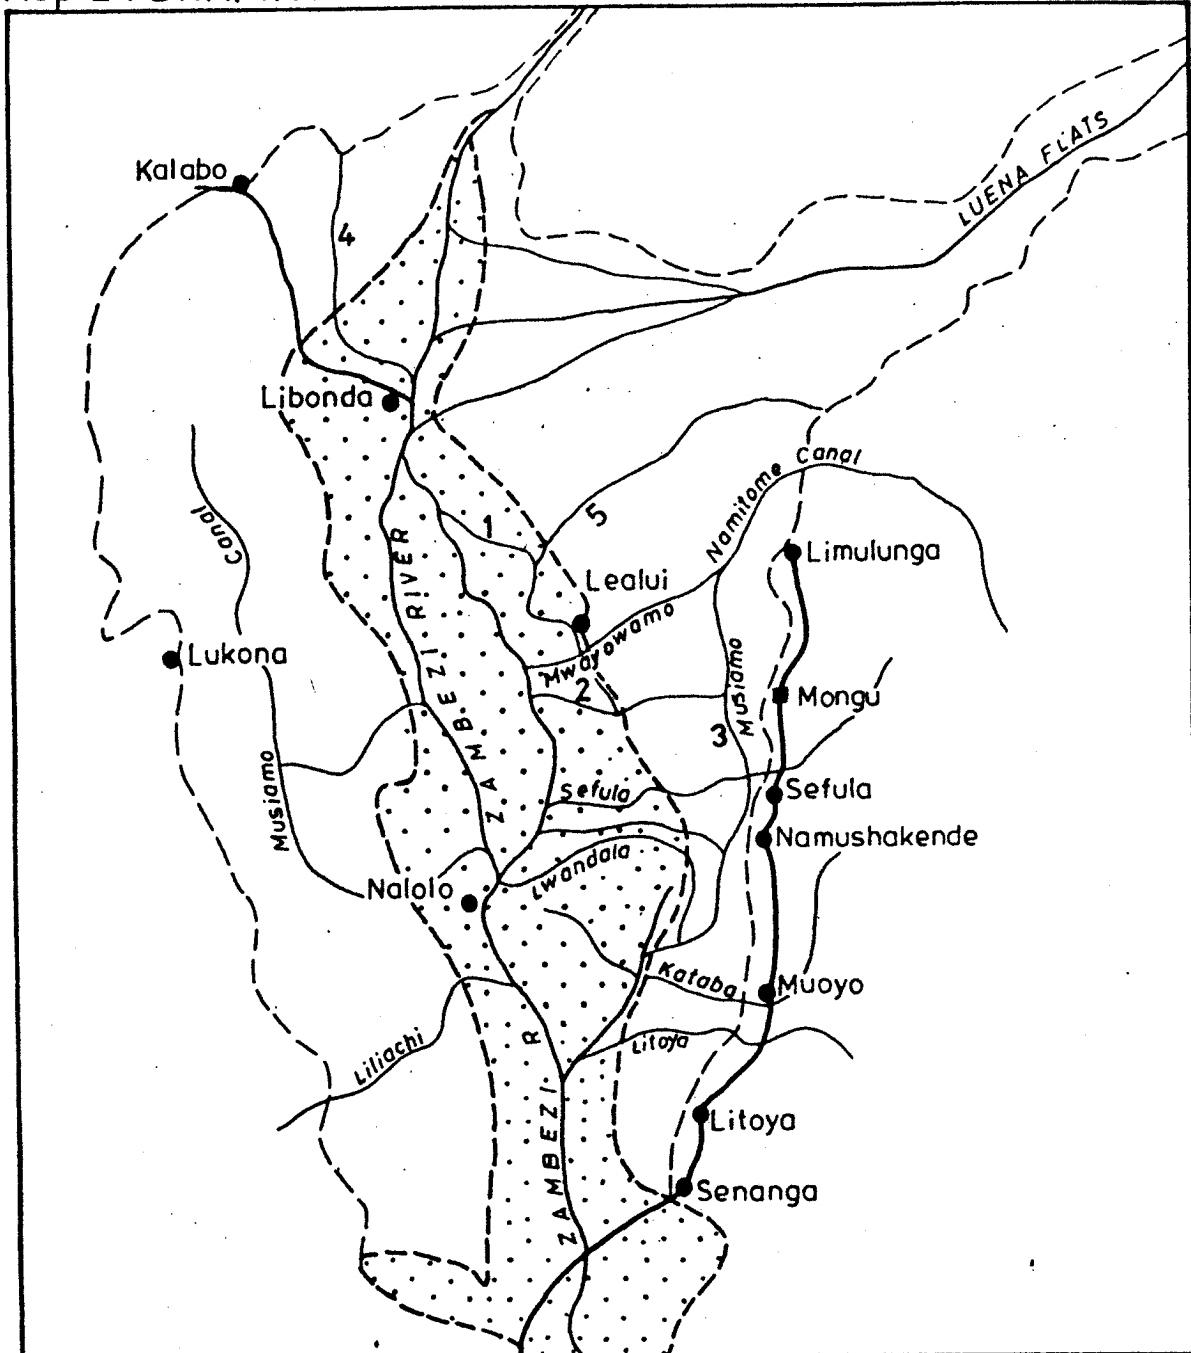 Kalabo
LUENA FLATS
4
Libonda
Canal
Namitome Canal
1
5
Limulunga
Lealui
Mwayowamo
Lukona
ZAMBEZI RIVER
2
Musiamo
Mongu
3
Musiamo
Sefula
Sefula
Namushakende
Lwandala
Nalolo
Kataba
Muoyo
Liliachi
Litoya
ZAMBEZI R
Litoya
Senanga